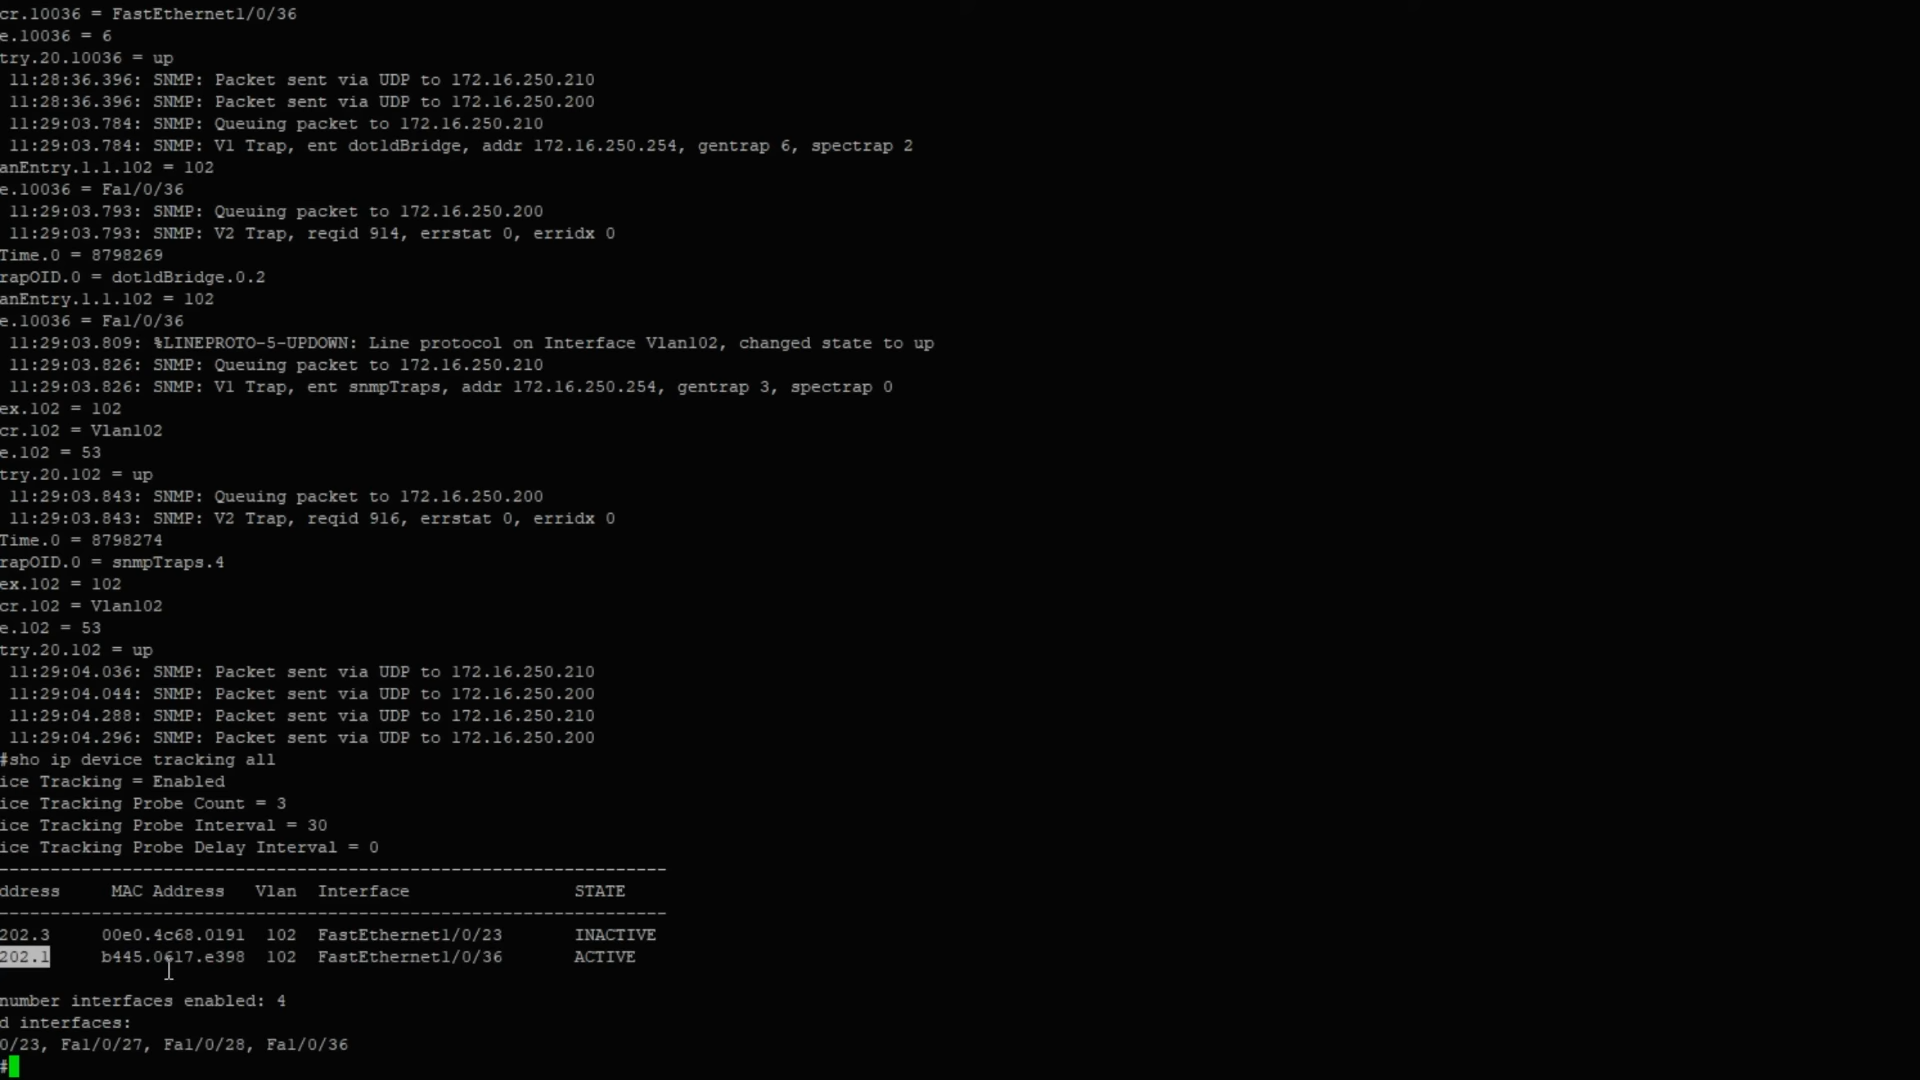 cr.10036 = FastEthernet1/0/36
e.10036 = 6
try.20.10036 = up
11:28:36.396: SNMP: Packet sent via UDP to 172.16.250.210
11:28:36.396: SNMP: Packet sent via UDP to 172.16.250.200
11:29:03.784: SNMP: Queuing packet to 172.16.250.210
11:29:03.784: SNMP: V1 Trap, ent dot1dBridge, addr 172.16.250.254, gentrap 6, spectrap 2
anEntry.1.1.102 = 102
e.10036 = Fa1/0/36
11:29:03.793: SNMP: Queuing packet to 172.16.250.200
11:29:03.793: SNMP: V2 Trap, reqid 914, errstat 0, erridx 0
Time.0 = 8798269
rapOID.0 = dot1dBridge.0.2
anEntry.1.1.102 = 102
e.10036 = Fa1/0/36
11:29:03.809: %LINEPROTO-5-UPDOWN: Line protocol on Interface Vlan102, changed state to up
11:29:03.826: SNMP: Queuing packet to 172.16.250.210
11:29:03.826: SNMP: V1 Trap, ent snmpTraps, addr 172.16.250.254, gentrap 3, spectrap 0
ex.102 = 102
cr.102 = Vlan102
e.102 = 53
try.20.102 = up
11:29:03.843: SNMP: Queuing packet to 172.16.250.200
11:29:03.843: SNMP: V2 Trap, reqid 916, errstat 0, erridx 0
Time.0 = 8798274
rapOID.0 = snmpTraps.4
ex.102 = 102
cr.102 = Vlan102
e.102 = 53
try.20.102 = up
11:29:04.036: SNMP: Packet sent via UDP to 172.16.250.210
11:29:04.044: SNMP: Packet sent via UDP to 172.16.250.200
11:29:04.288: SNMP: Packet sent via UDP to 172.16.250.210
11:29:04.296: SNMP: Packet sent via UDP to 172.16.250.200
#sho ip device tracking all
ice Tracking = Enabled
ice Tracking Probe Count = 3
ice Tracking Probe Interval = 30
ice Tracking Probe Delay Interval = 0
-----------------------------------------------------------------
ddress MAC Address Vlan Interface STATE
-----------------------------------------------------------------
202.3 00e0.4c68.0191 102 FastEthernet1/0/23 INACTIVE
202.1 b445.0617.e398 102 FastEthernet1/0/36 ACTIVE
number interfaces enabled: 4
d interfaces:
0/23, Fa1/0/27, Fa1/0/28, Fa1/0/36
#